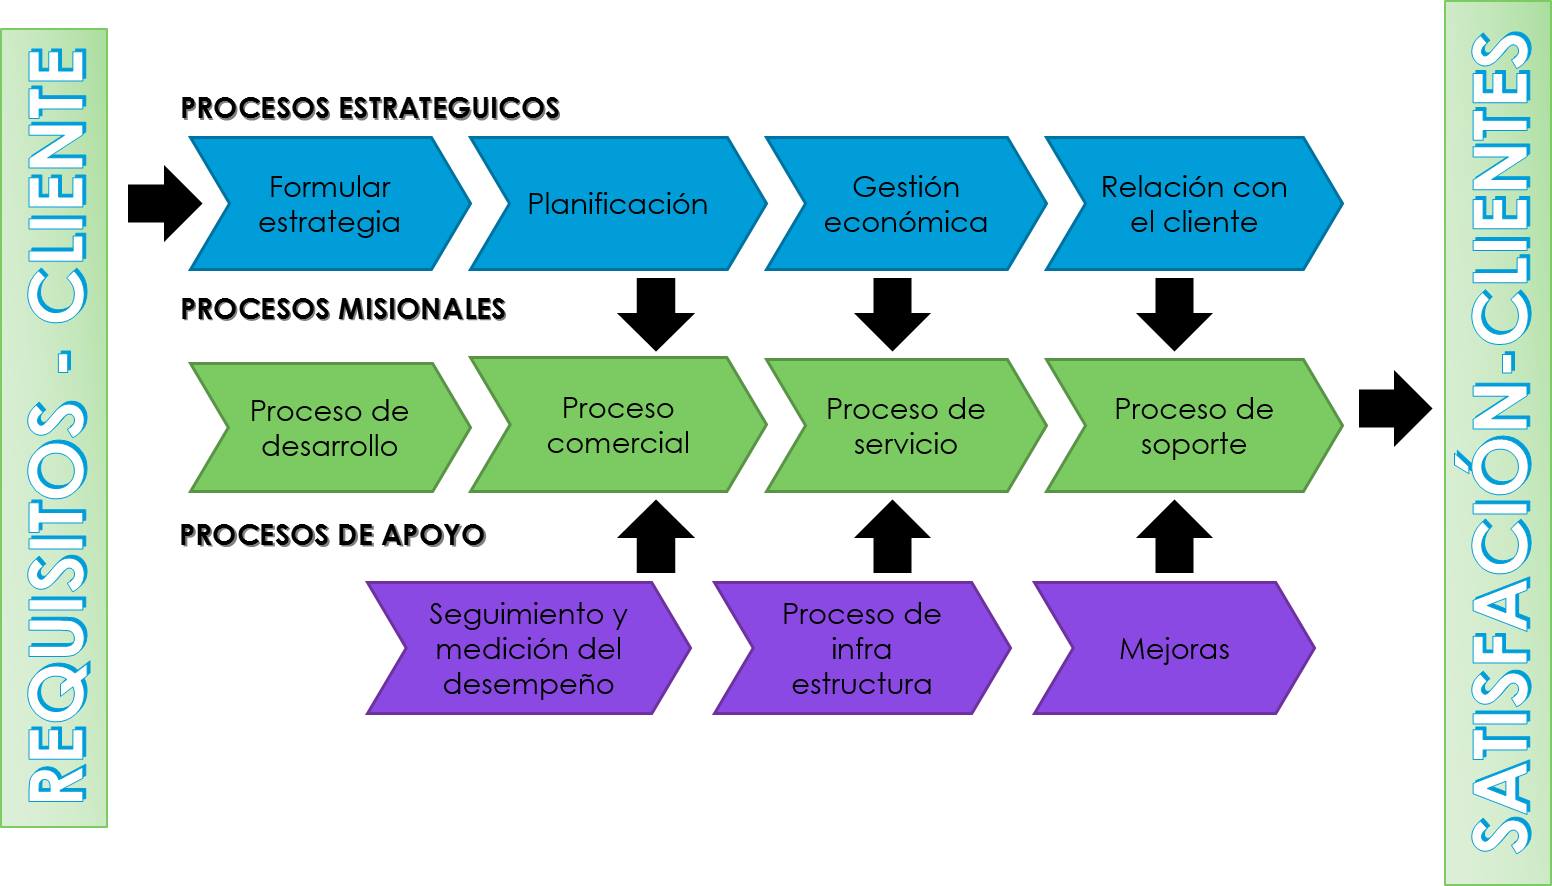 REQUISITOS - CLIENTE
PROCESOS ESTRATEGUICOS
Formular
estrategia
Planificación
Gestión
económica
Relación con
el cliente
PROCESOS MISIONALES
Proceso de
desarrollo
Proceso
comercial
Proceso de
servicio
Proceso de
soporte
PROCESOS DE APOYO
Seguimiento y
medición del
desempeño
Proceso de
infra
estructura
Mejoras
SATISFACIÓN-CLIENTES